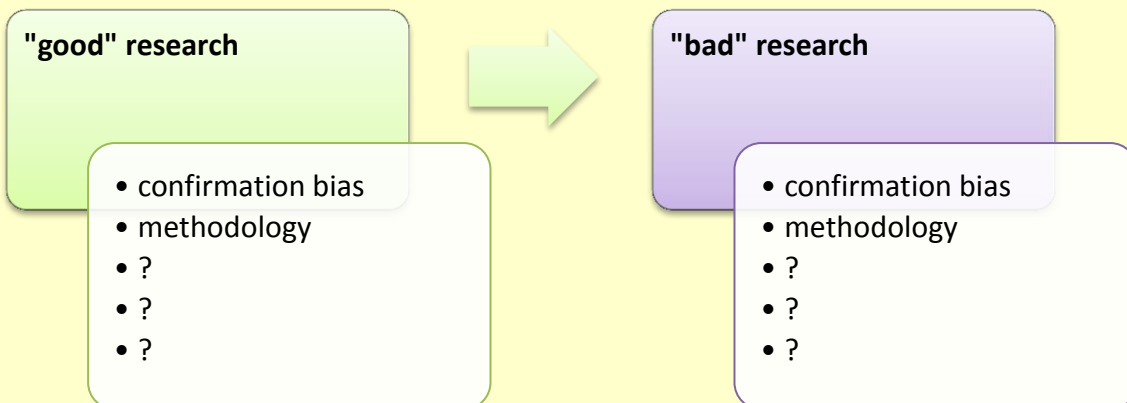 "good" research
• confirmation bias
• methodology
• ?
• ?
• ?
"bad" research
• confirmation bias
• methodology
• ?
• ?
• ?